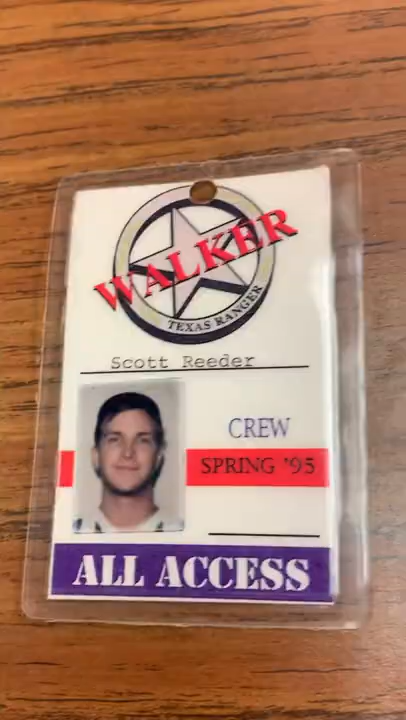 WALKER
TEXAS RANGER
Scott Reeder
CREW
SPRING '95
ALL ACCESS